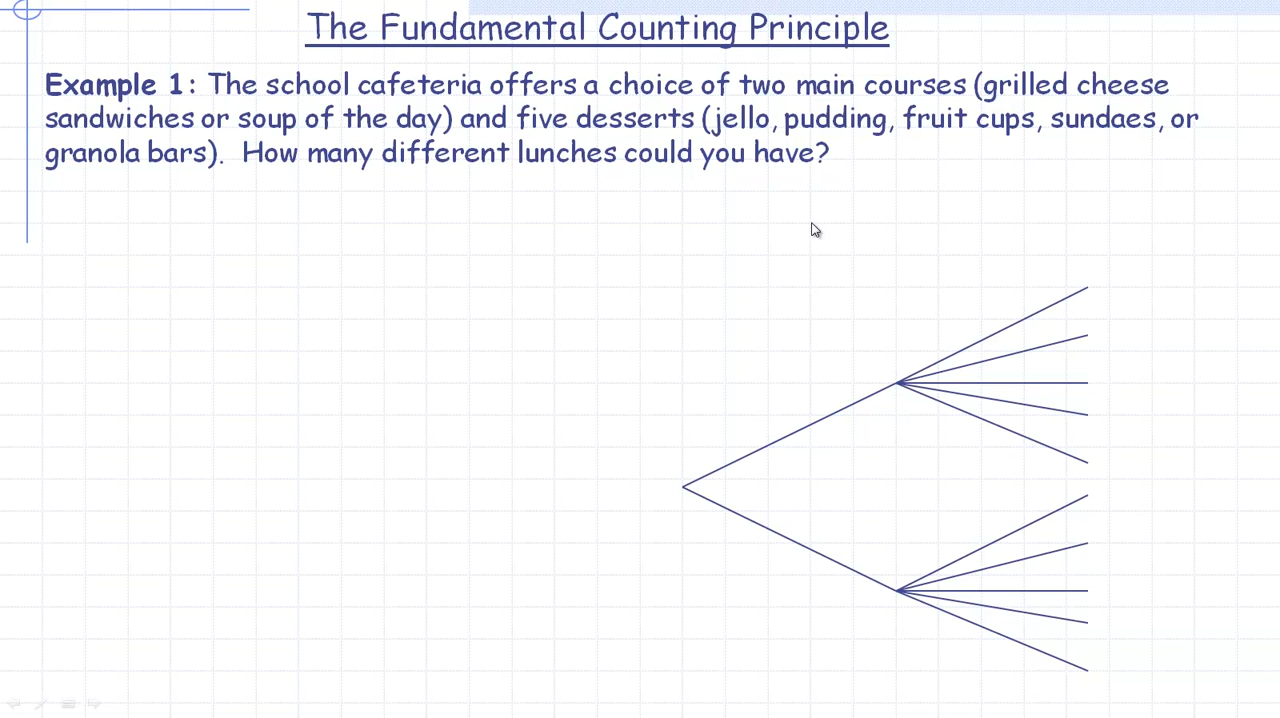 The Fundamental Counting Principle
Example 1: The school cafeteria offers a choice of two main courses (grilled cheese
sandwiches or soup of the day) and five desserts (jello, pudding, fruit cups, sundaes, or
granola bars). How many different lunches could you have?